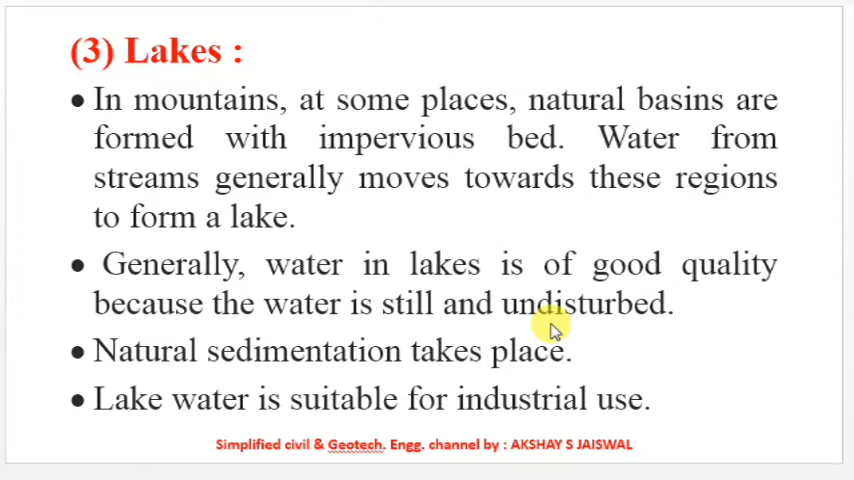 (3) Lakes :
● In mountains, at some places, natural basins are
formed with impervious bed. Water from
streams generally moves towards these regions
to form a lake.
● Generally, water in lakes is of good quality
because the water is still and undisturbed.
● Natural sedimentation takes place.
● Lake water is suitable for industrial use.
Simplified civil & Geotech. Engg. channel by : AKSHAY S JAISWAL